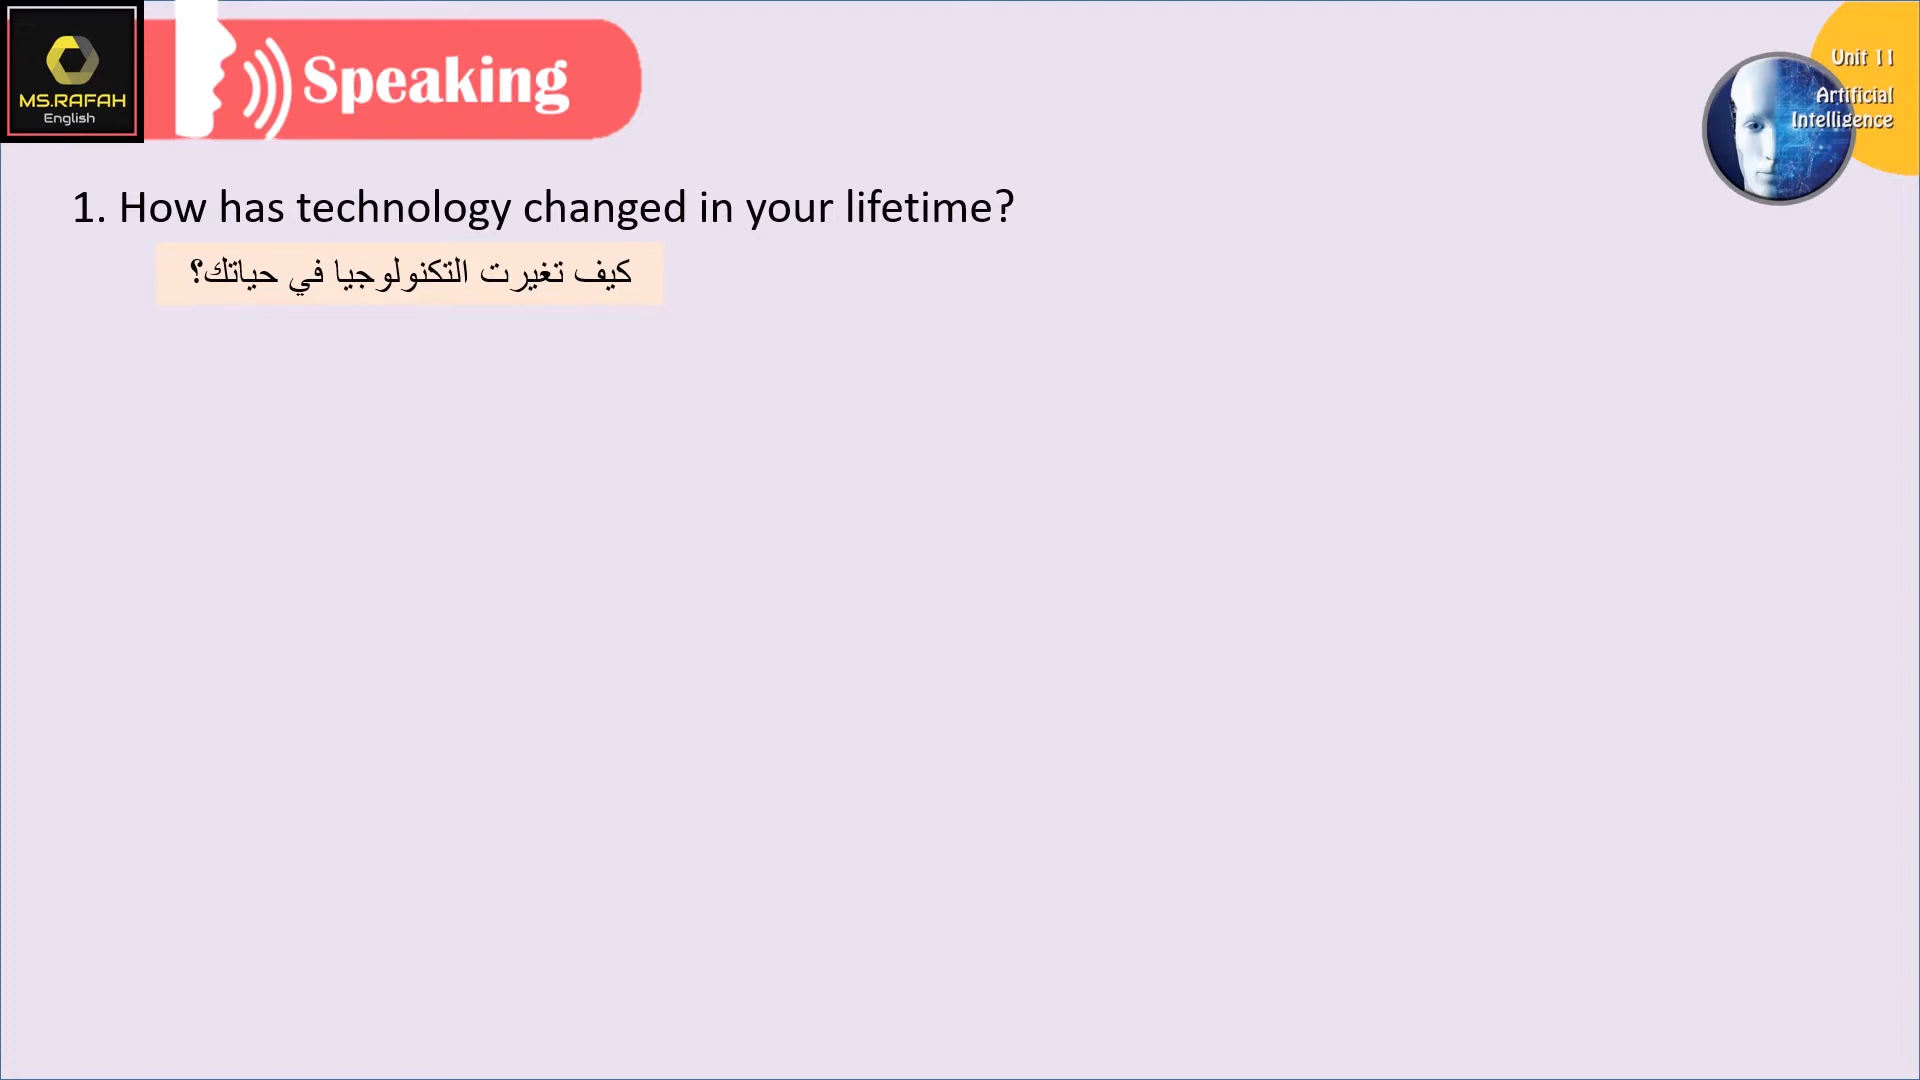 MS.RAFAH
English
Speaking
Unit 11
Artificial
Intelligence
1. How has technology changed in your lifetime?
كيف تغيرت التكنولوجيا في حياتك؟